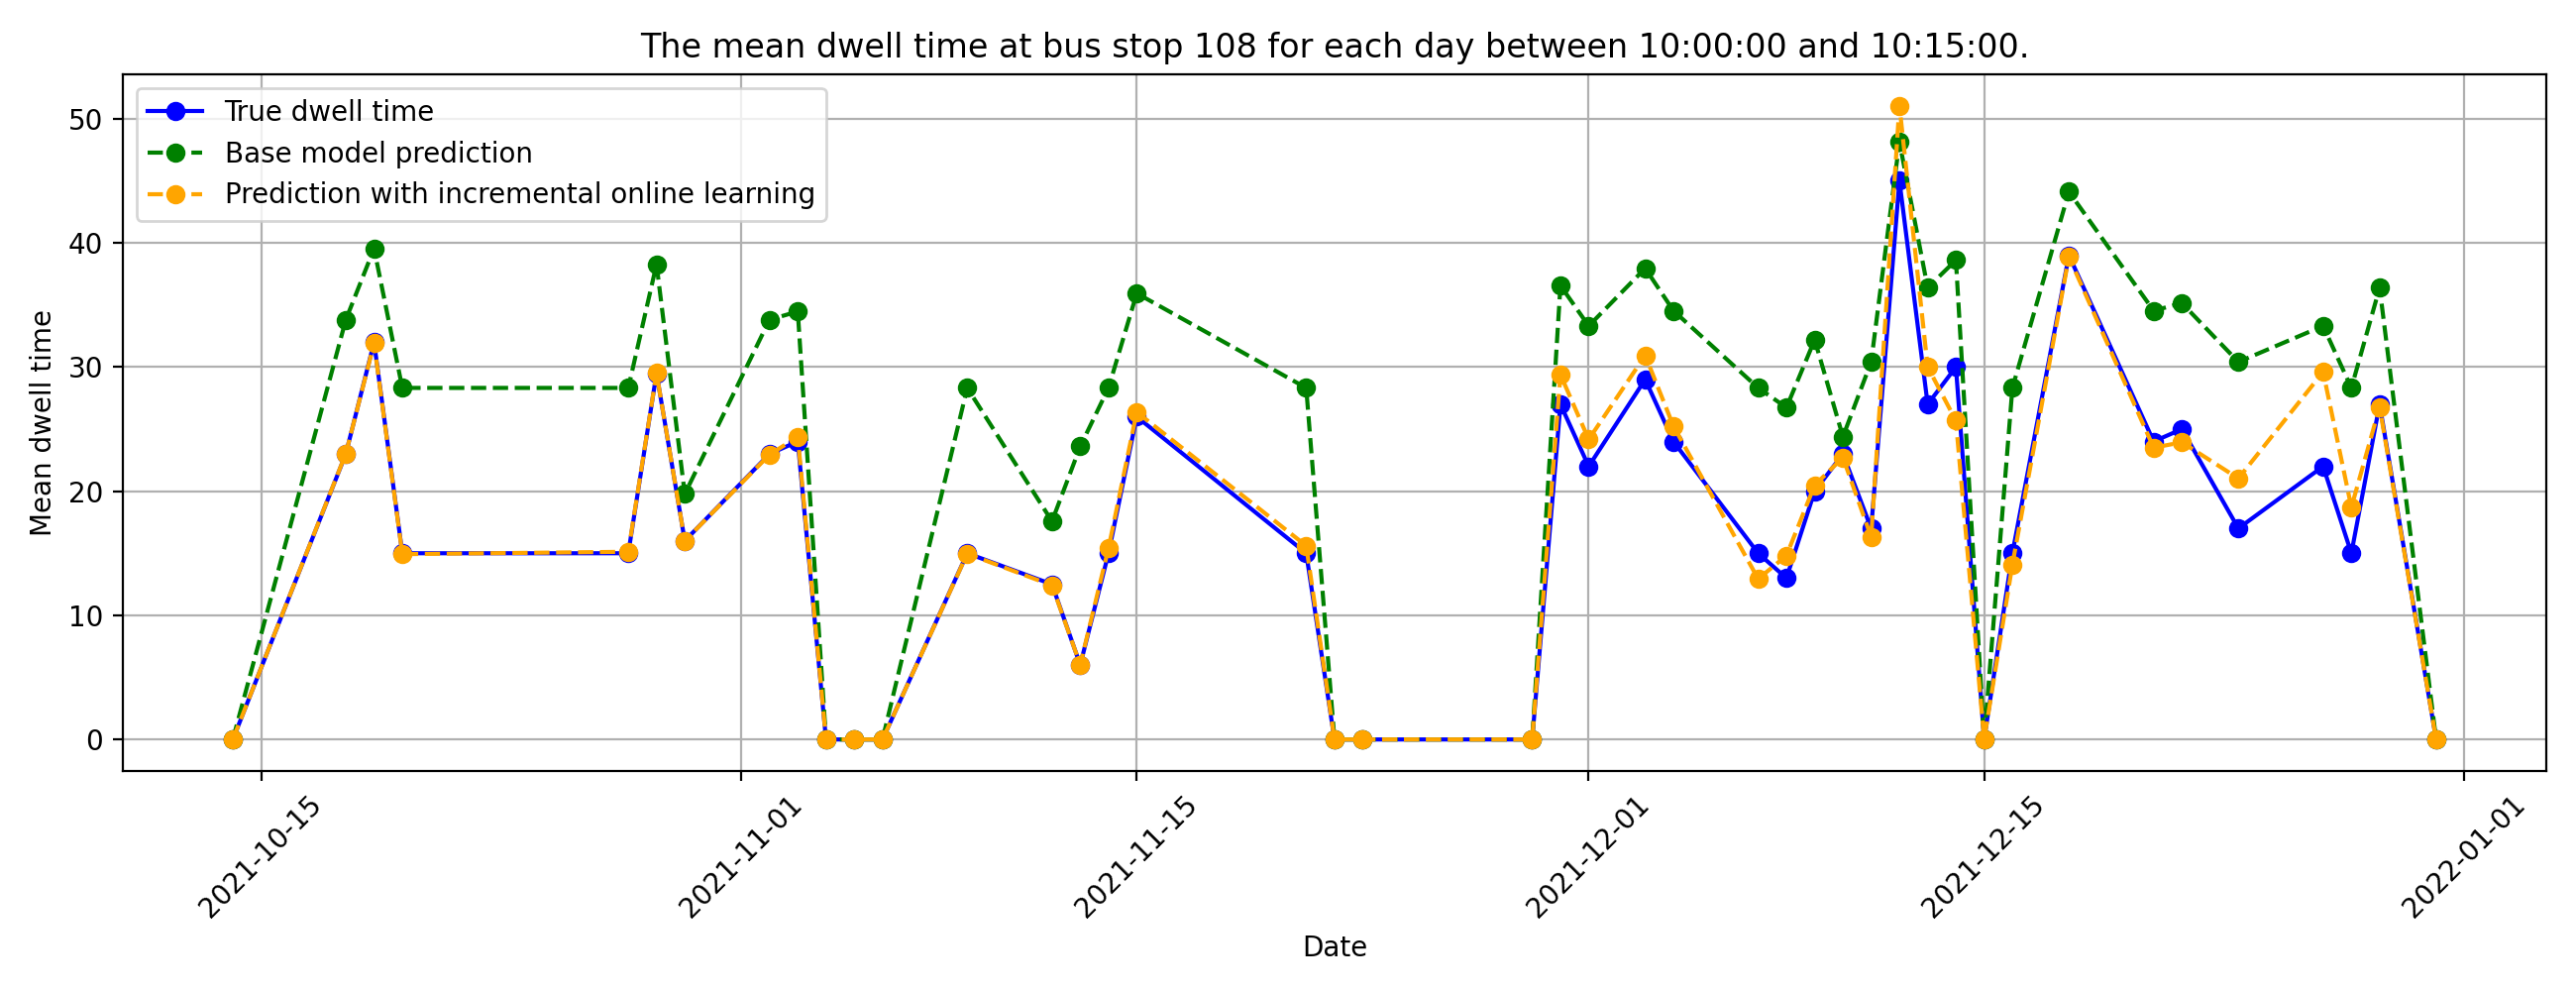 The mean dwell time at bus stop 108 for each day between 10:00:00 and 10:15:00.
True dwell time
Base model prediction
Prediction with incremental online learning
Mean dwell time
50
40
30
20
10
0
2021-10-15
2021-11-01
2021-11-15
2021-12-01
2021-12-15
2022-01-01
Date